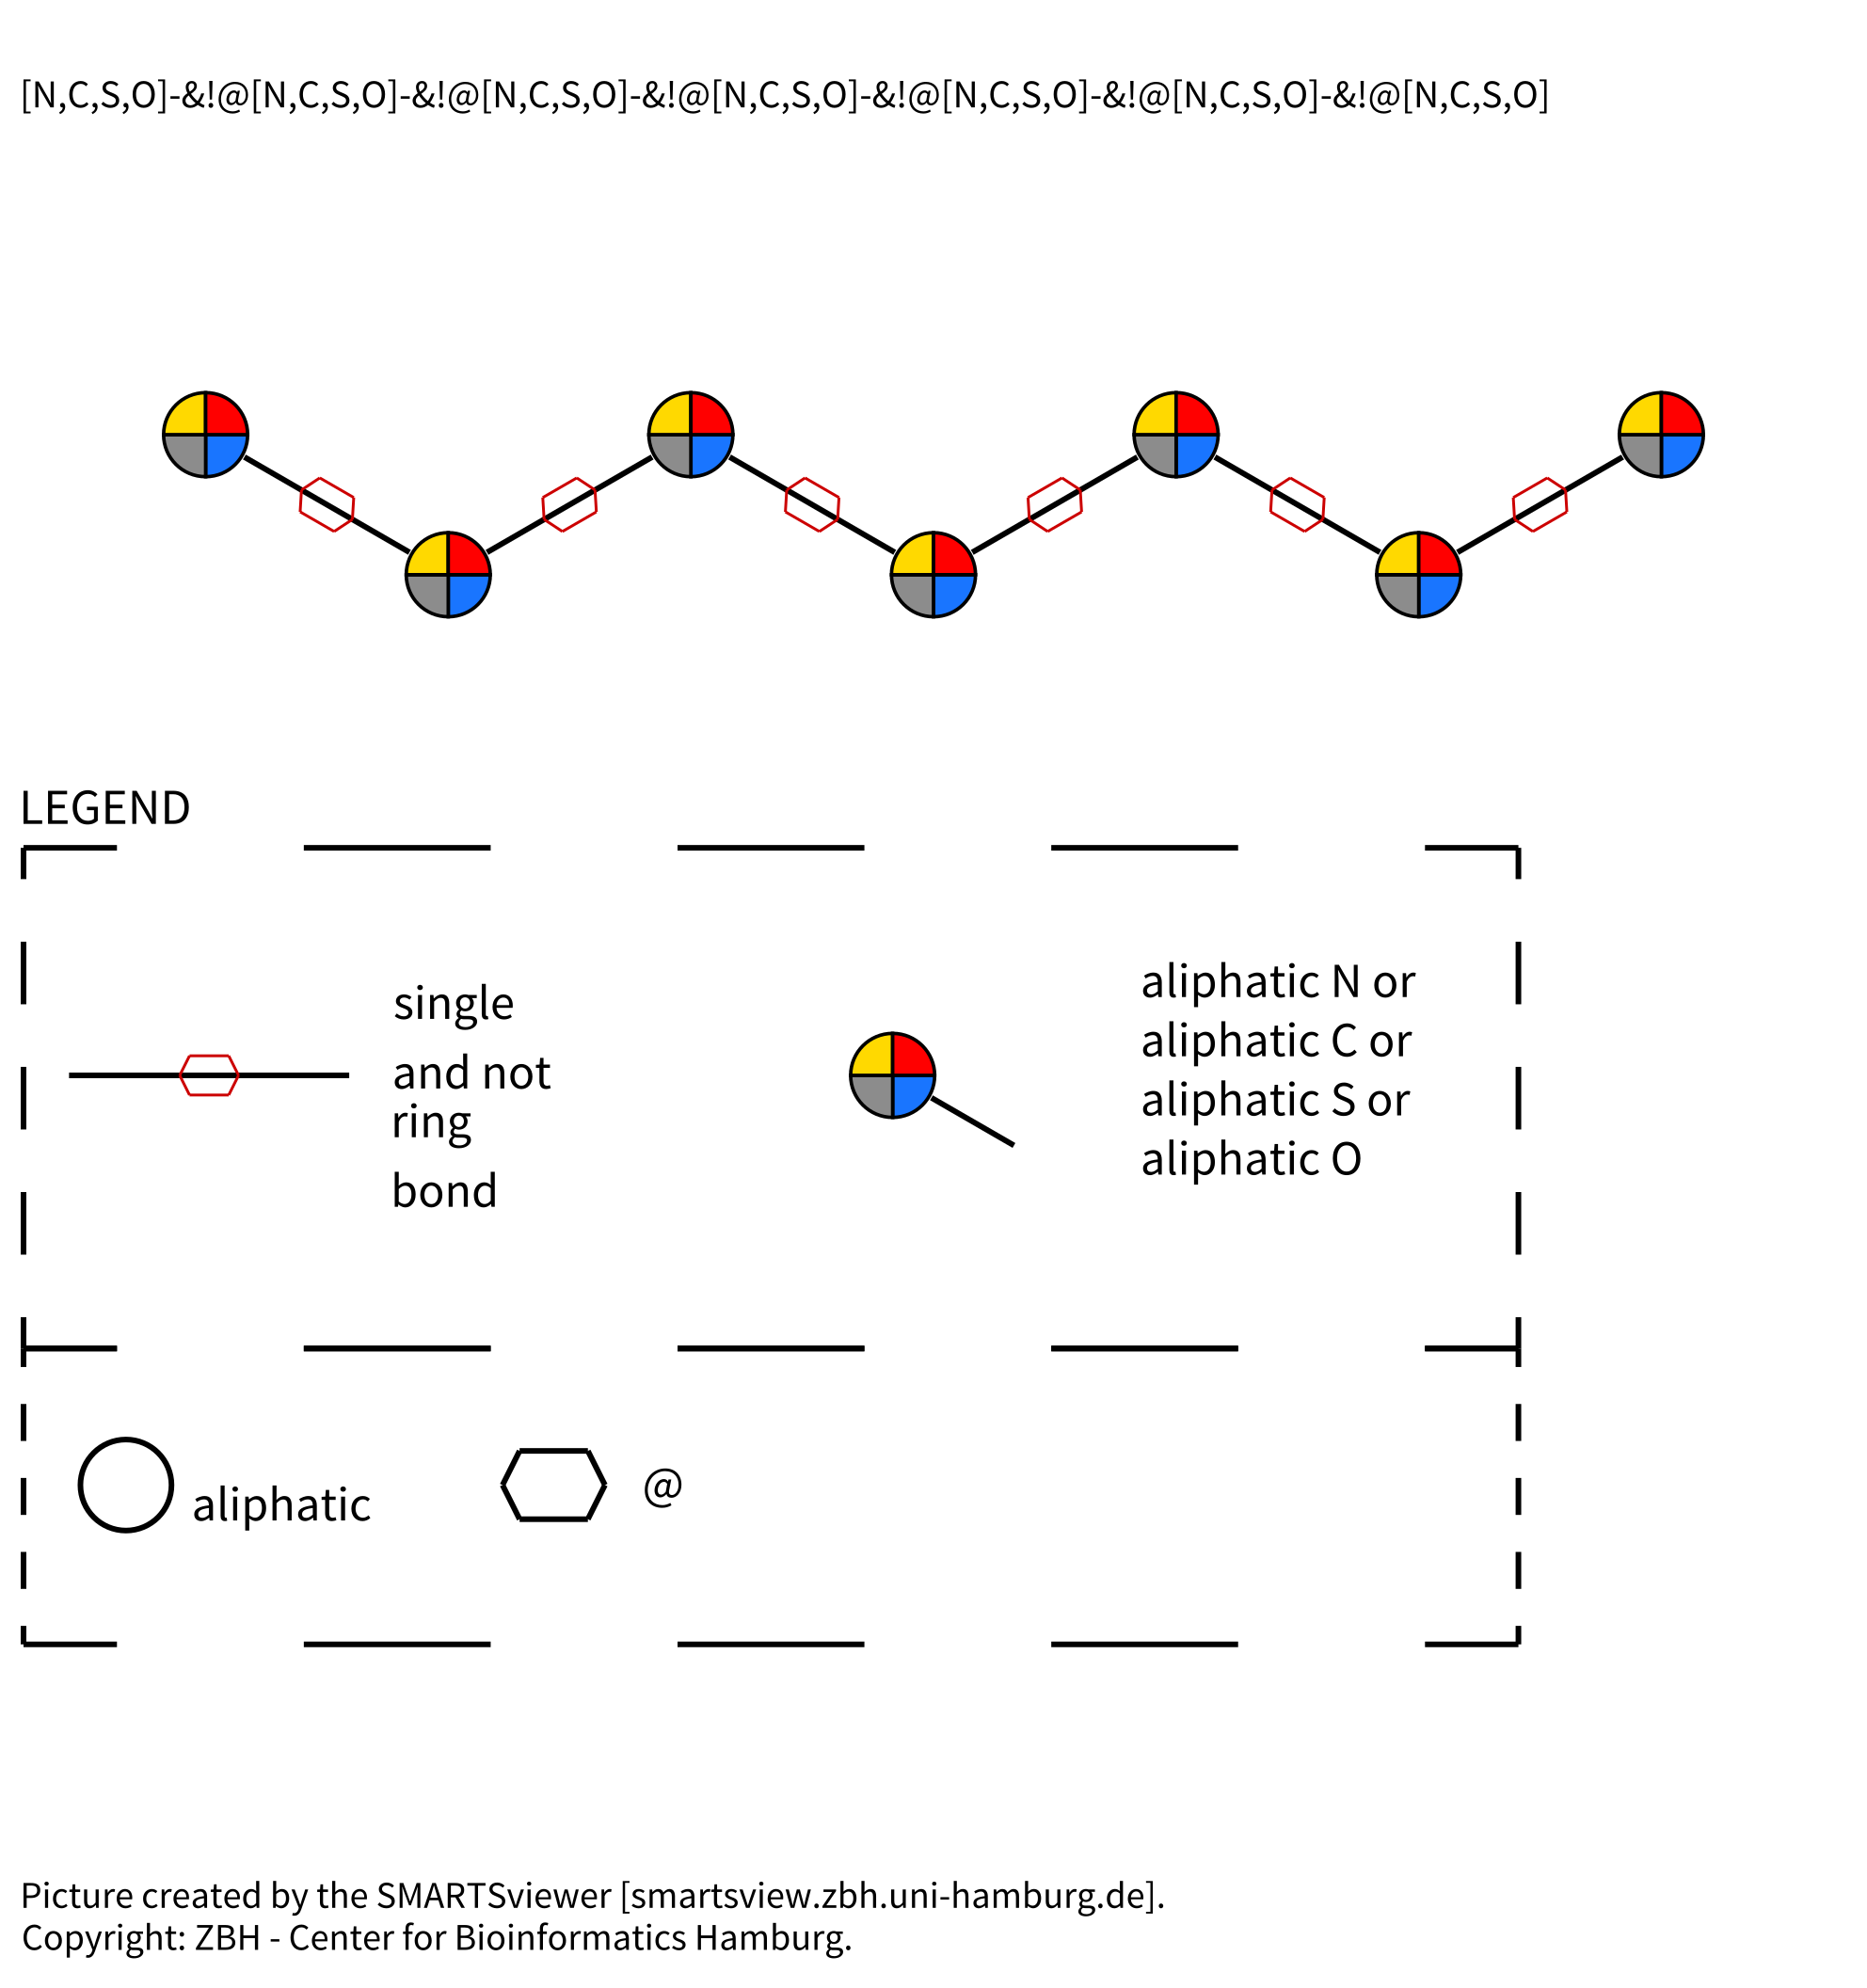 [N,C,S,O]-&!@[N,C,S,O]-&!@[N,C,S,O]-&!@[N,C,S,O]-&!@[N,C,S,O]-&!@[N,C,S,O]-&!@[N,C,S,O]
LEGEND
single
and not
ring
bond
aliphatic N or
aliphatic C or
aliphatic S or
aliphatic O
aliphatic
@
Picture created by the SMARTSviewer [smartsview.zbh.uni-hamburg.de].
Copyright: ZBH - Center for Bioinformatics Hamburg.